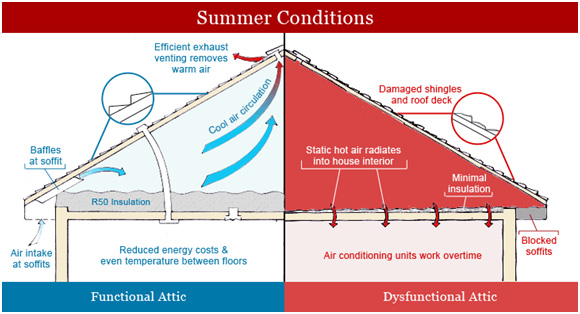 Summer Conditions
Efficient exhaust
venting removes
warm air
Cool air circulation
Baffles
at soffit
R50 Insulation
Air intake
at soffits
Reduced energy costs &
even temperature between floors
Functional Attic
Damaged shingles
and roof deck
Static hot air radiates
into house interior
Minimal
insulation
Air conditioning units work overtime
Blocked
soffits
Dysfunctional Attic